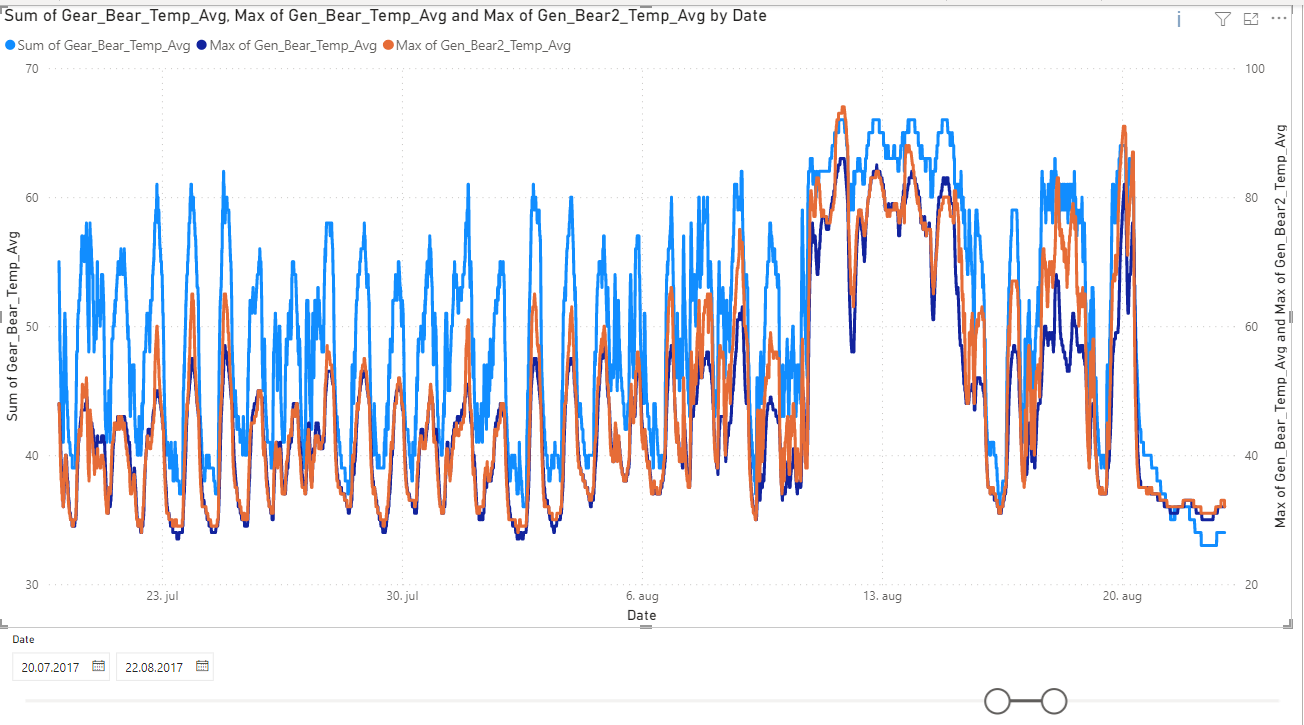 Sum of Gear_Bear_Temp_Avg, Max of Gen_Bear_Temp_Avg and Max of Gen_Bear2_Temp_Avg by Date
Sum of Gear_Bear_Temp_Avg Max of Gen_Bear_Temp_Avg Max of Gen_Bear2_Temp_Avg
70
60
50
40
30
Sum of Gear_Bear_Temp_Avg
100
80
60
40
20
Max of Gen_Bear_Temp_Avg and Max of Gen_Bear2_Temp_Avg
23. jul 30. jul 6. aug 13. aug 20. aug
Date
Date
20.07.2017 22.08.2017